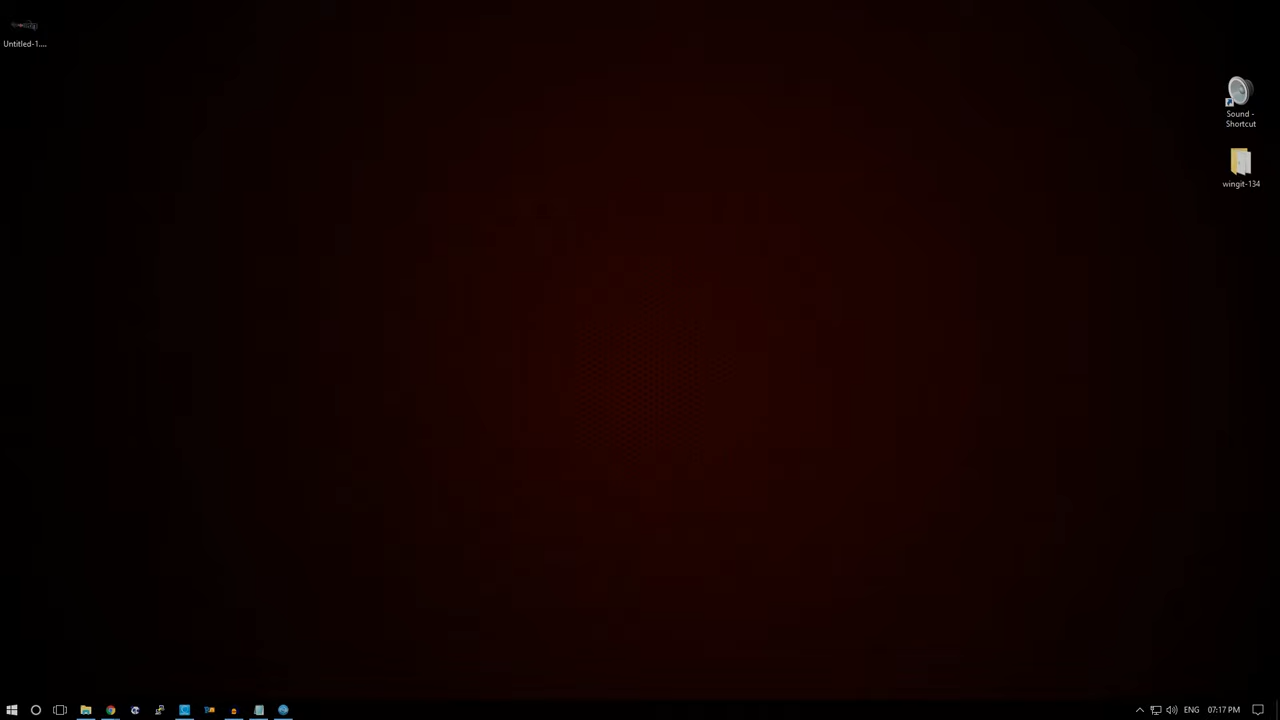 Untitled-1....
Sound -
Shortcut
wingit-134
ENG
07:17 PM